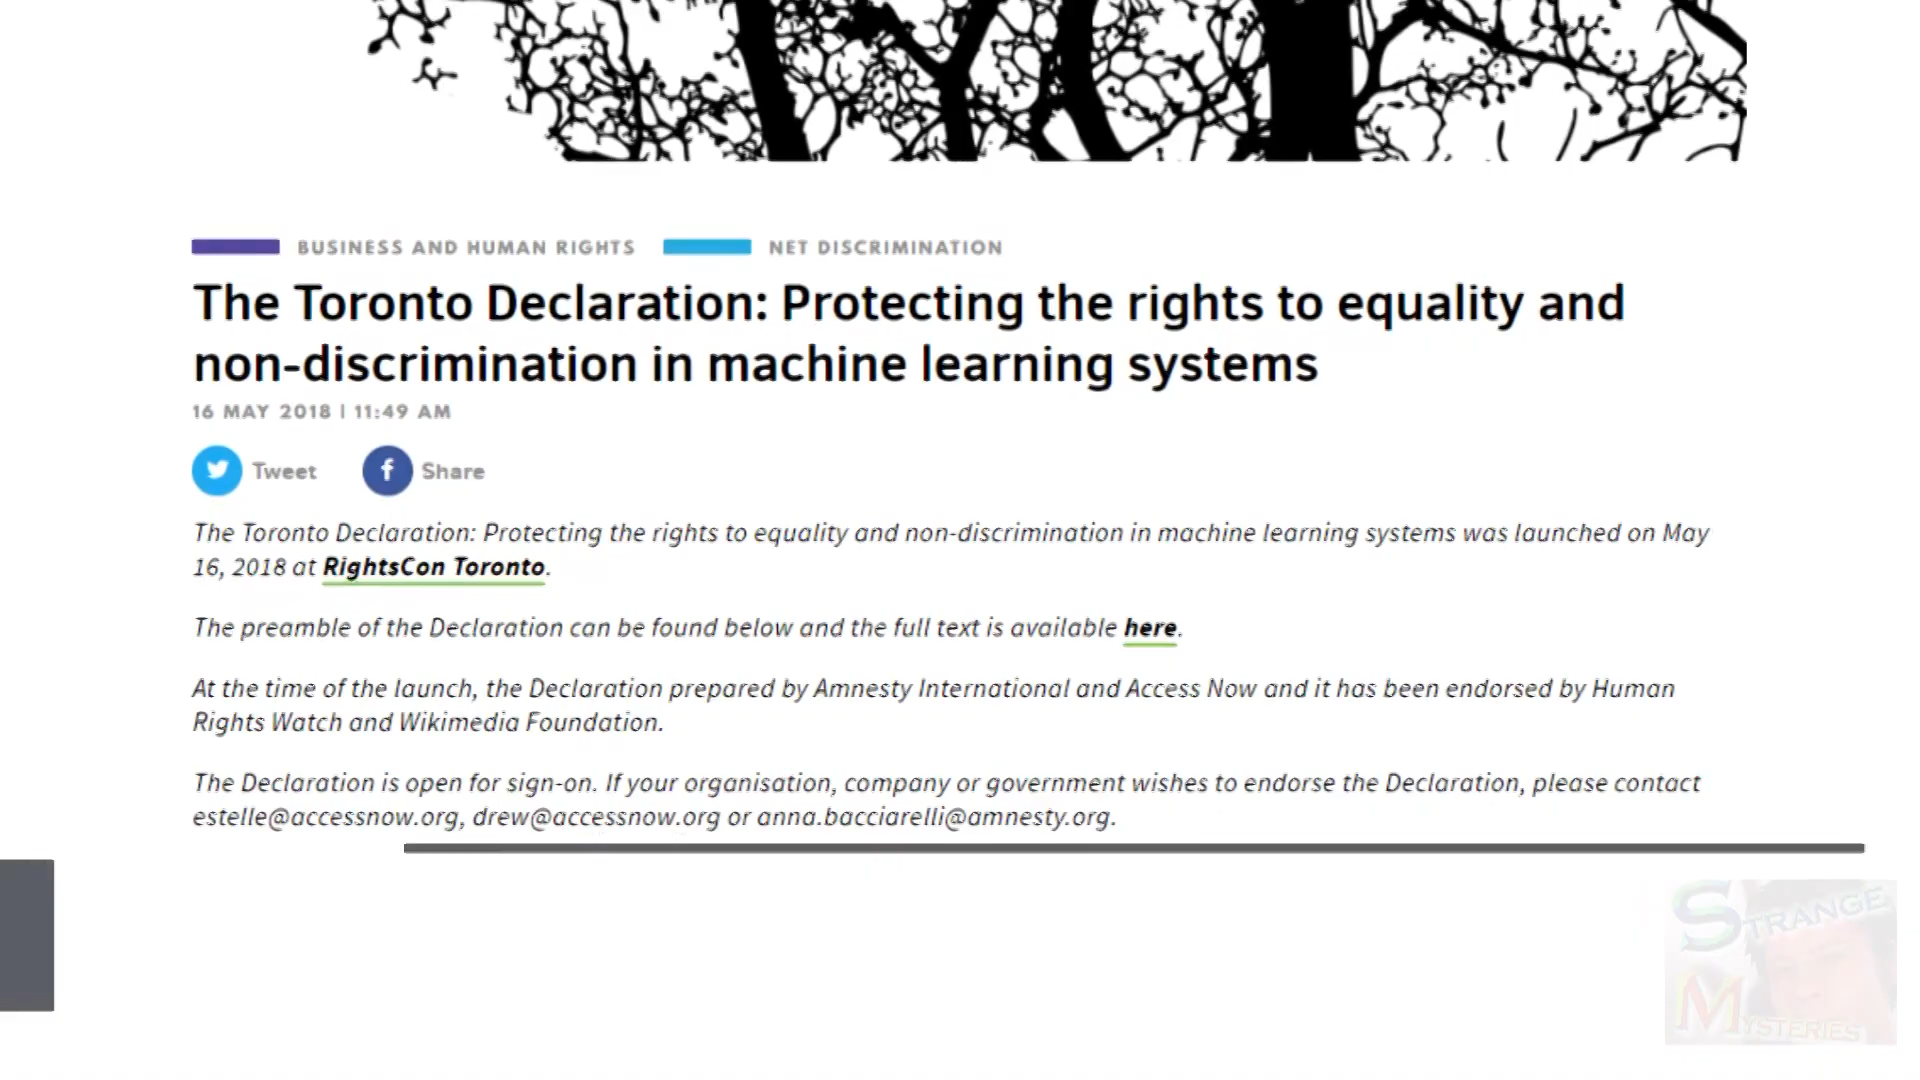 BUSINESS AND HUMAN RIGHTS NET DISCRIMINATION
The Toronto Declaration: Protecting the rights to equality and
non-discrimination in machine learning systems
16 MAY 2018 | 11:49 AM
Tweet Share
The Toronto Declaration: Protecting the rights to equality and non-discrimination in machine learning systems was launched on May
16, 2018 at RightsCon Toronto.
The preamble of the Declaration can be found below and the full text is available here.
At the time of the launch, the Declaration prepared by Amnesty International and Access Now and it has been endorsed by Human
Rights Watch and Wikimedia Foundation.
The Declaration is open for sign-on. If your organisation, company or government wishes to endorse the Declaration, please contact
estelle@accessnow.org, drew@accessnow.org or anna.bacciarelli@amnesty.org.
STRANGE
MYSTERIES